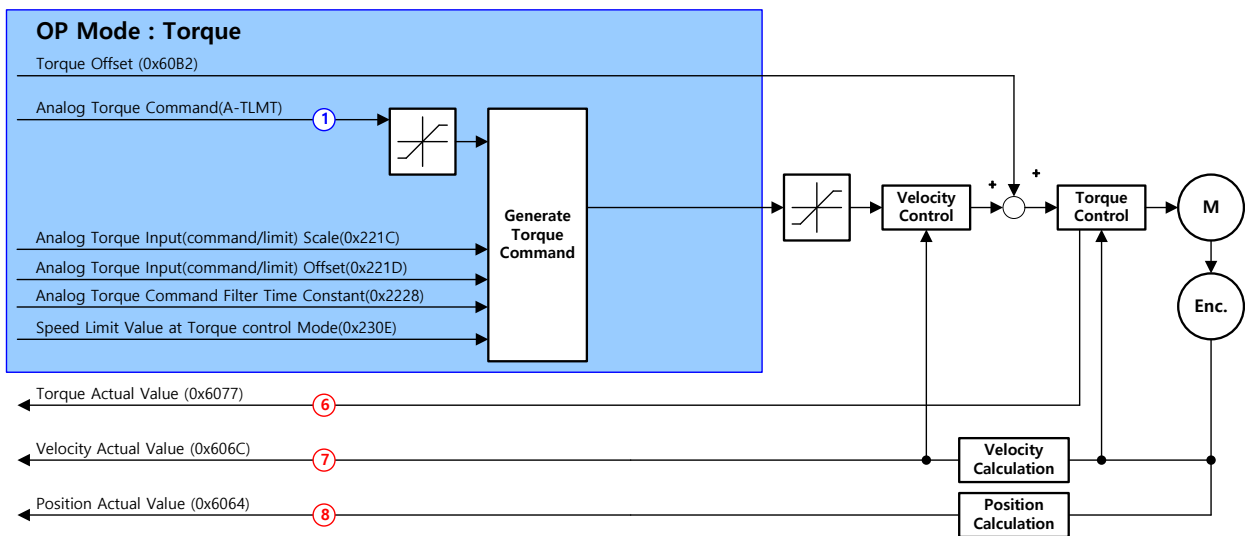 OP Mode : Torque
Torque Offset (0x60B2)
Analog Torque Command(A-TLMT)
1
Generate
Torque
Command
Analog Torque Input(command/limit) Scale(0x221C)
Analog Torque Input(command/limit) Offset(0x221D)
Analog Torque Command Filter Time Constant(0x2228)
Speed Limit Value at Torque control Mode(0x230E)
Velocity
Control
+
+
Torque
Control
M
Enc.
Torque Actual Value (0x6077)
6
Velocity Actual Value (0x606C)
7
Velocity
Calculation
Position Actual Value (0x6064)
8
Position
Calculation